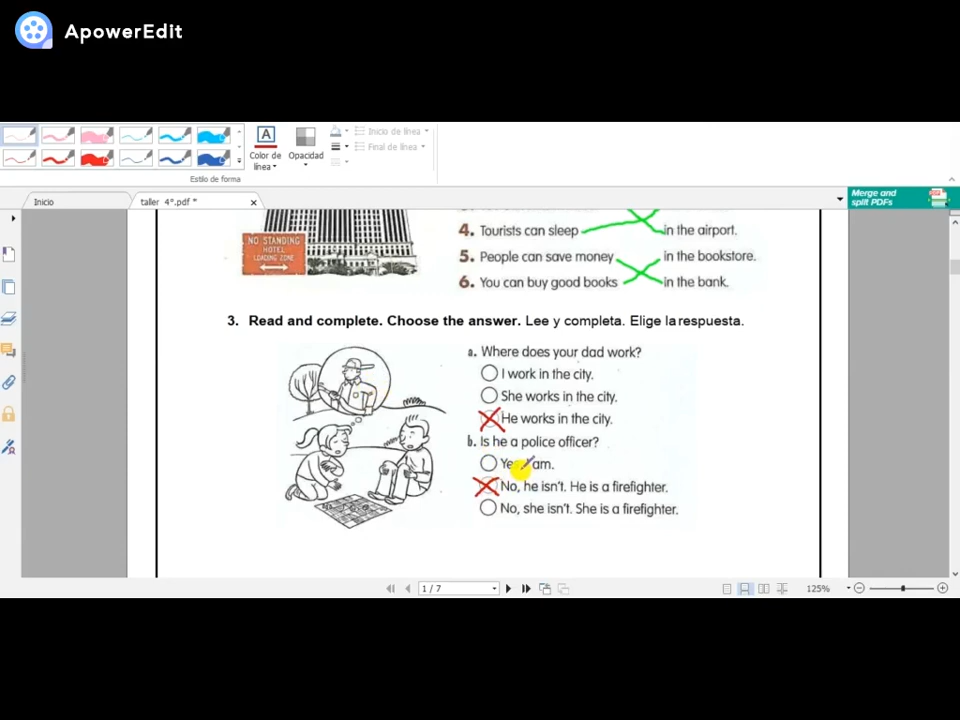 ApowerEdit
Inicio de línea
Final de línea
Color de línea
Opacidad
Estilo de forma
Inicio
taller 4°.pdf *
Merge and split PDFs
NO STANDING
HOTEL
LOADING ZONE
4. Tourists can sleep
in the airport.
5. People can save money
in the bookstore.
6. You can buy good books
in the bank.
3. Read and complete. Choose the answer. Lee y completa. Elige la respuesta.
a. Where does your dad work?
I work in the city.
She works in the city.
He works in the city.
b. Is he a police officer?
am.
No, he isn't. He is a firefighter.
No, she isn't. She is a firefighter.
1 / 7
125%